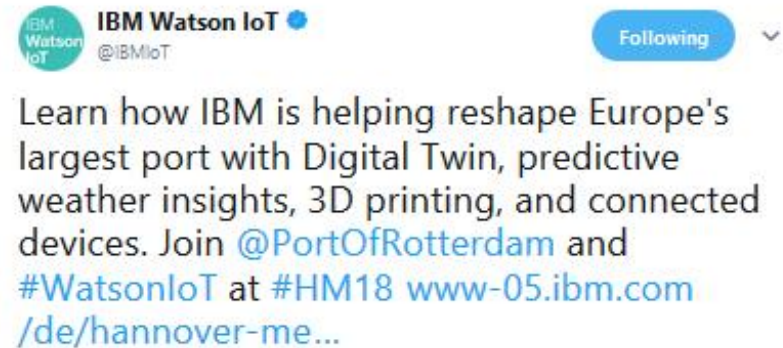 IBM
Watson
IoT
IBM Watson IoT
@IBMIoT
Following
Learn how IBM is helping reshape Europe's
largest port with Digital Twin, predictive
weather insights, 3D printing, and connected
devices. Join @PortOfRotterdam and
#WatsonIoT at #HM18 www-05.ibm.com
/de/hannover-me...